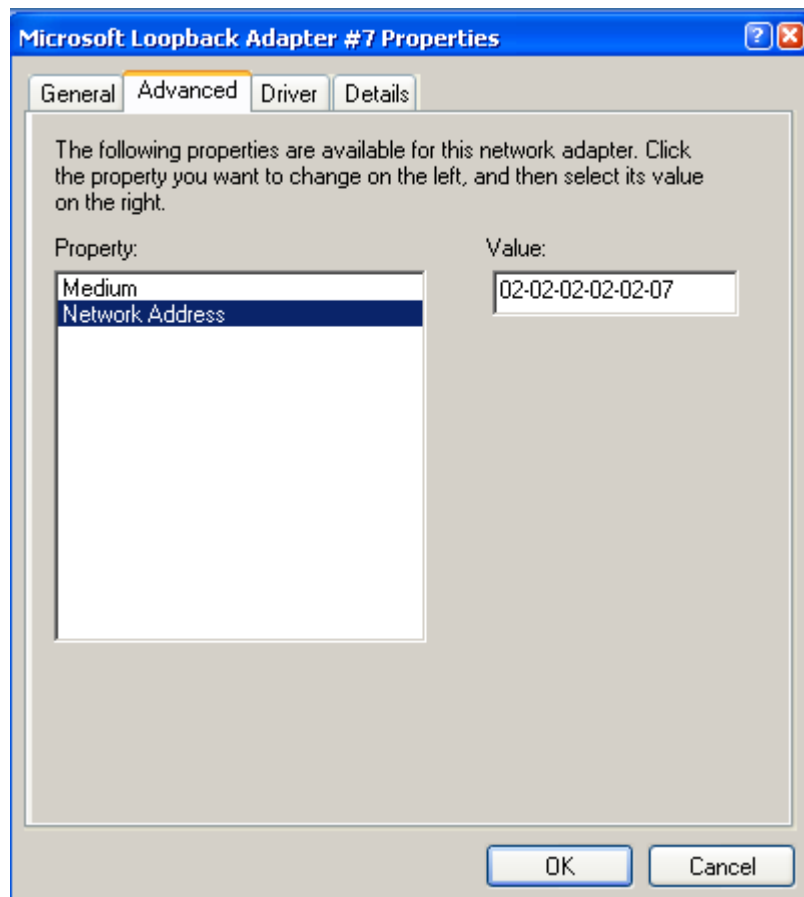 Microsoft Loopback Adapter #7 Properties
General Advanced Driver Details
The following properties are available for this network adapter. Click
the property you want to change on the left, and then select its value
on the right.
Property: Value:
Medium 02-02-02-02-02-07
Network Address
OK Cancel